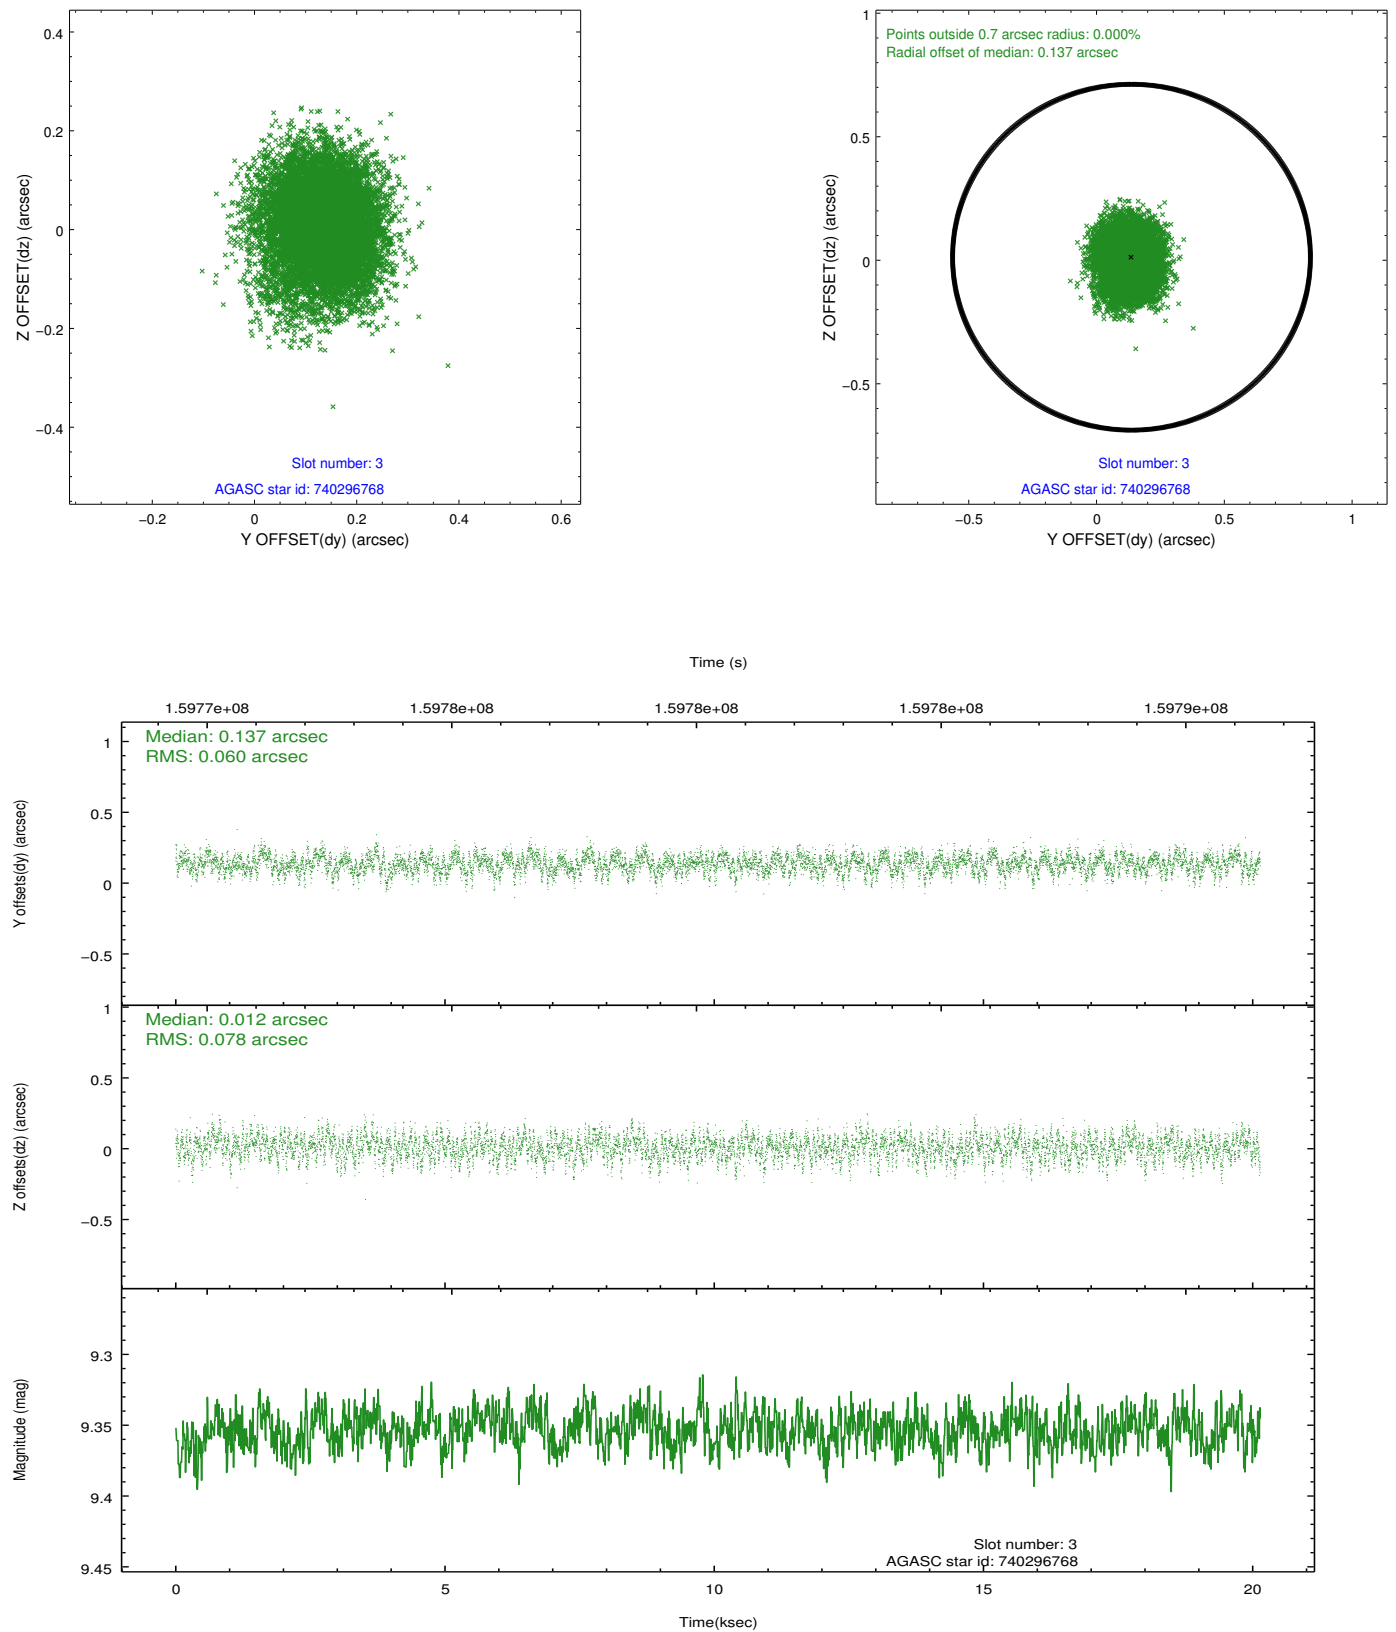 0.4
0.2
0
−0.2
−0.4
Z OFFSET(dz) (arcsec)
Slot number: 3
AGASC star id: 740296768
−0.2 0 0.2 0.4 0.6
Y OFFSET(dy) (arcsec)
1
0.5
0
−0.5
Z OFFSET(dz) (arcsec)
Points outside 0.7 arcsec radius: 0.000%
Radial offset of median: 0.137 arcsec
Slot number: 3
AGASC star id: 740296768
−0.5 0 0.5 1
Y OFFSET(dy) (arcsec)
Time (s)
1.5977e+08 1.5978e+08 1.5978e+08 1.5978e+08 1.5979e+08
Median: 0.137 arcsec
RMS: 0.060 arcsec
1
0.5
0
−0.5
Y offsets(dy) (arcsec)
Median: 0.012 arcsec
RMS: 0.078 arcsec
1
0.5
0
−0.5
Z offsets(dz) (arcsec)
9.3
9.35
9.4
9.45
Magnitude (mag)
Slot number: 3
AGASC star id: 740296768
0 5 10 15 20
Time(ksec)